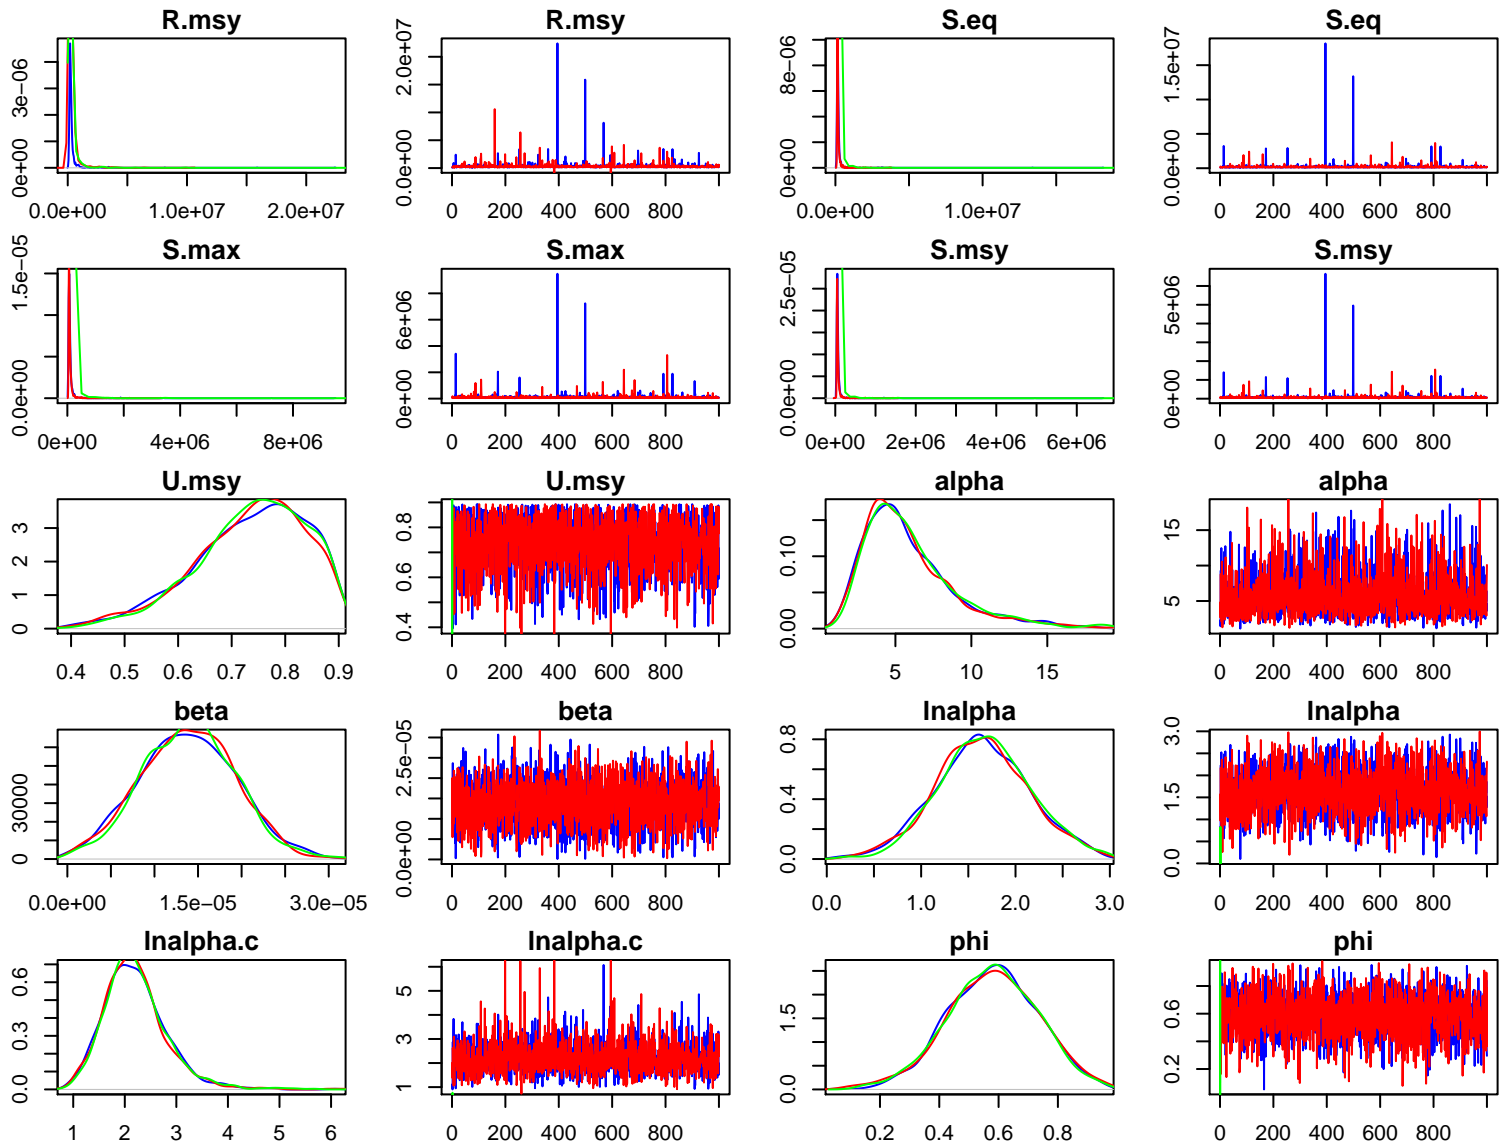 R.msy R.msy S.eq S.eq
0e+00 3e−06 0.0e+00 2.0e+07 0e+00 8e−06 0.0e+00 1.5e+07
0.0e+00 1.0e+07 2.0e+07 0 200 400 600 800 0.0e+00 1.0e+07 0 200 400 600 800
S.max S.max S.msy S.msy
0.0e+00 1.5e−05 0e+00 6e+06 0.0e+00 2.5e−05 0e+00 5e+06
0e+00 4e+06 8e+06 0 200 400 600 800 0e+00 2e+06 4e+06 6e+06 0 200 400 600 800
U.msy U.msy alpha alpha
0 1 2 3 0.4 0.6 0.8 0.00 0.10 5 15
0.4 0.5 0.6 0.7 0.8 0.9 0 200 400 600 800 5 10 15 0 200 400 600 800
beta beta lnalpha lnalpha
0 30000 0.0e+00 2.5e−05 0.0 0.4 0.8 0.0 1.5 3.0
0.0e+00 1.5e−05 3.0e−05 0 200 400 600 800 0.0 1.0 2.0 3.0 0 200 400 600 800
lnalpha.c lnalpha.c phi phi
0.0 0.3 0.6 1 3 5 0.0 1.5 0.2 0.6
1 2 3 4 5 6 0 200 400 600 800 0.2 0.4 0.6 0.8 0 200 400 600 800